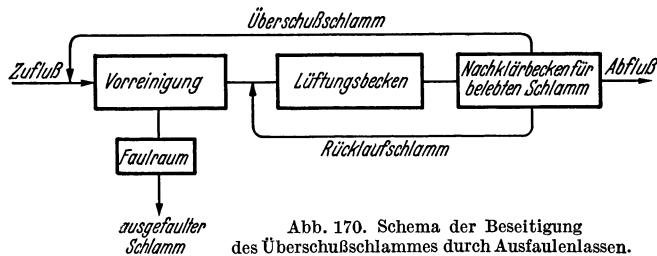 Überschußschlamm
Zufluß
Vorreinigung
Lüftungsbecken
Nachklärbecken für
belebten Schlamm
Abfluß
Rücklaufschlamm
Faulraum
ausgefaulter
Schlamm
Abb. 170. Schema der Beseitigung
des Überschußschlammes durch Ausfaulenlassen.